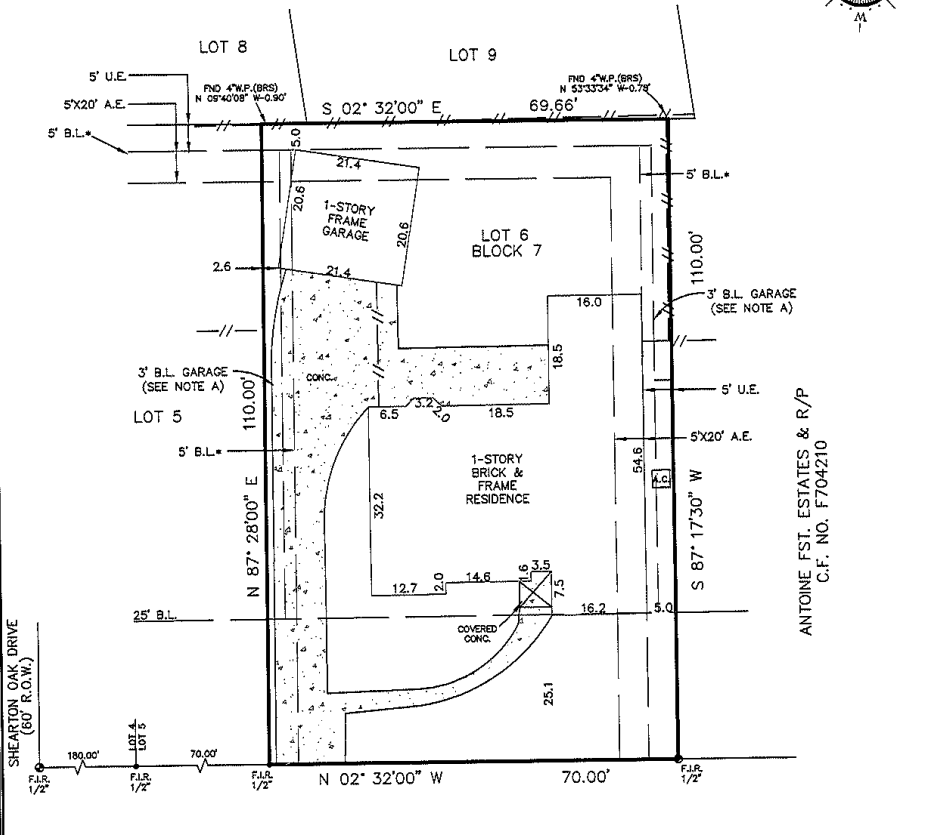 W
LOT 8
LOT 9
5' U.E.
5'X20' A.E.
5' B.L.*
FND 4"W.P.(BRS)
N 09°40'08" W-0.90'
FND 4"W.P.(BRS)
N 53°33'34" W-0.78'
S 02° 32'00" E
69.66'
5.0
21.4
20.6
1-STORY
FRAME
GARAGE
20.6
21.4
2.6
LOT 6
BLOCK 7
5' B.L.*
110.00'
16.0
3' B.L. GARAGE
(SEE NOTE A)
18.5
3' B.L. GARAGE
(SEE NOTE A)
CONC.
LOT 5
110.00'
5' B.L.*
6.5
3.2
2.0
18.5
5' U.E.
5'X20' A.E.
1-STORY
BRICK &
FRAME
RESIDENCE
54.6
A.C.
32.2
N 87° 28'00" E
S 87° 17'30" W
ANTOINE FST. ESTATES & R/P
C.F. NO. F704210
12.7
2.0
14.6
1.6
3.5
7.5
16.2
5.0
25' B.L.
COVERED
CONC.
25.1
SHEARTON OAK DRIVE
(60' R.O.W.)
LOT 4
LOT 5
180.00'
70.00'
F.I.R.
1/2"
F.I.R.
1/2"
F.I.R.
1/2"
N 02° 32'00" W
70.00'
F.I.R.
1/2"